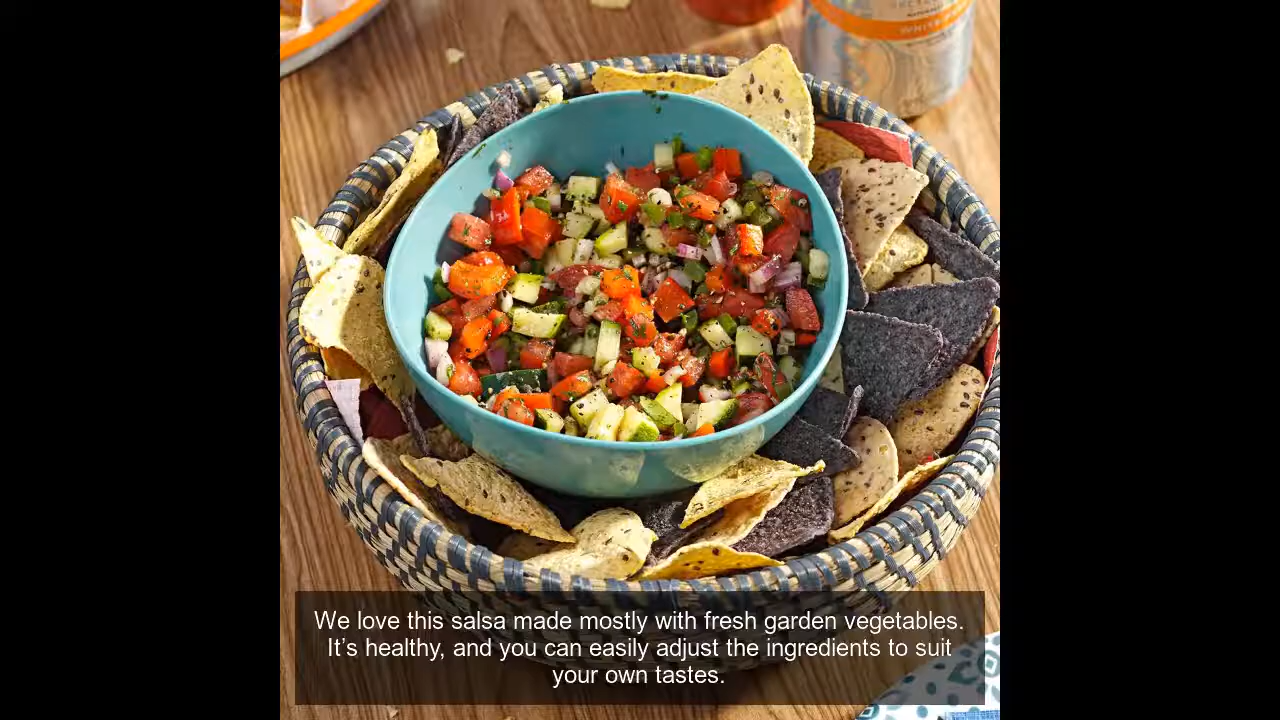 WHITE
We love this salsa made mostly with fresh garden vegetables.
It’s healthy, and you can easily adjust the ingredients to suit
your own tastes.